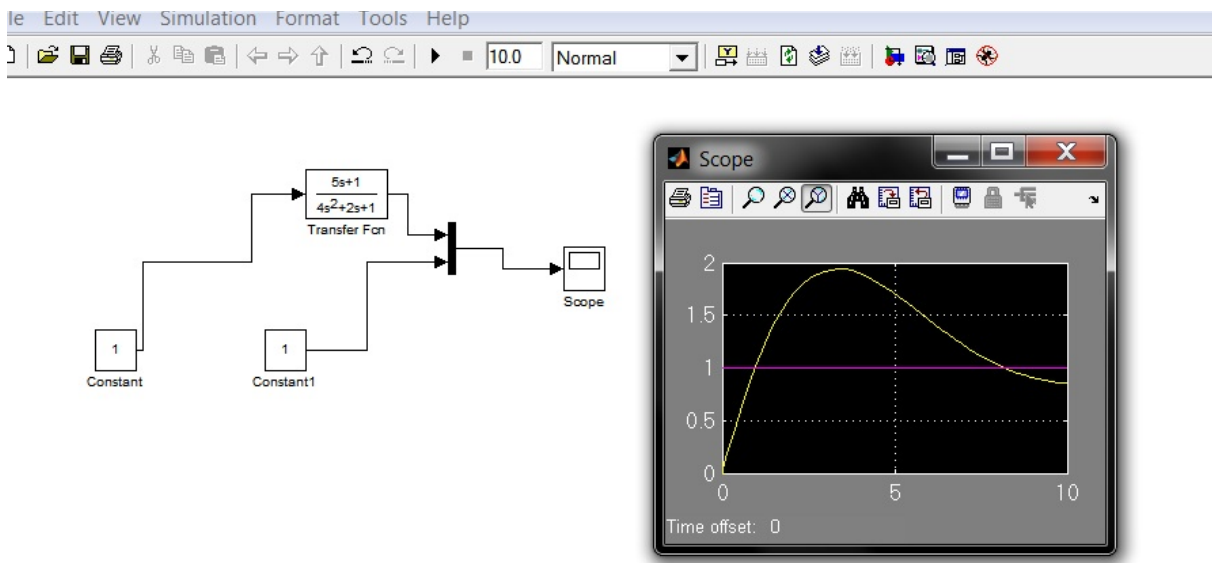 le Edit View Simulation Format Tools Help
10.0 Normal
5s+1
4s²+2s+1
Transfer Fcn
Scope
1
Constant
1
Constant1
Scope
2
1.5
1
0.5
0
0 5 10
Time offset: 0